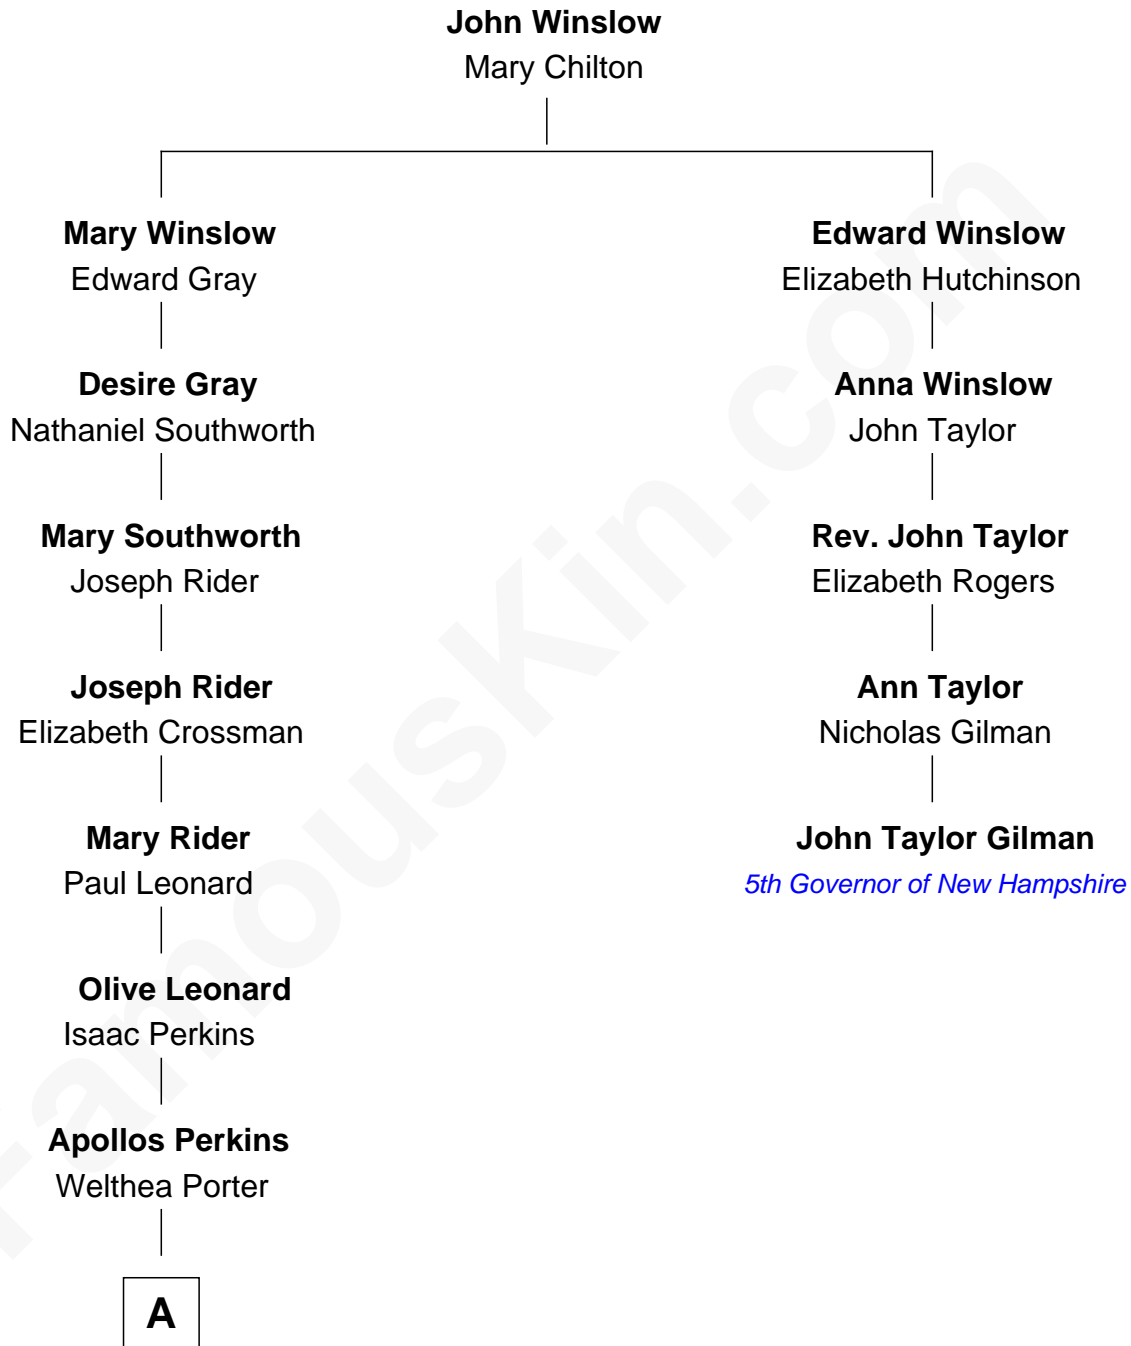 John Winslow
Mary Chilton
Mary Winslow
Edward Gray
Edward Winslow
Elizabeth Hutchinson
Desire Gray
Nathaniel Southworth
Anna Winslow
John Taylor
Mary Southworth
Joseph Rider
Rev. John Taylor
Elizabeth Rogers
Joseph Rider
Elizabeth Crossman
Ann Taylor
Nicholas Gilman
Mary Rider
Paul Leonard
John Taylor Gilman
5th Governor of New Hampshire
Olive Leonard
Isaac Perkins
Apollos Perkins
Welthea Porter
A
FamousKin.com